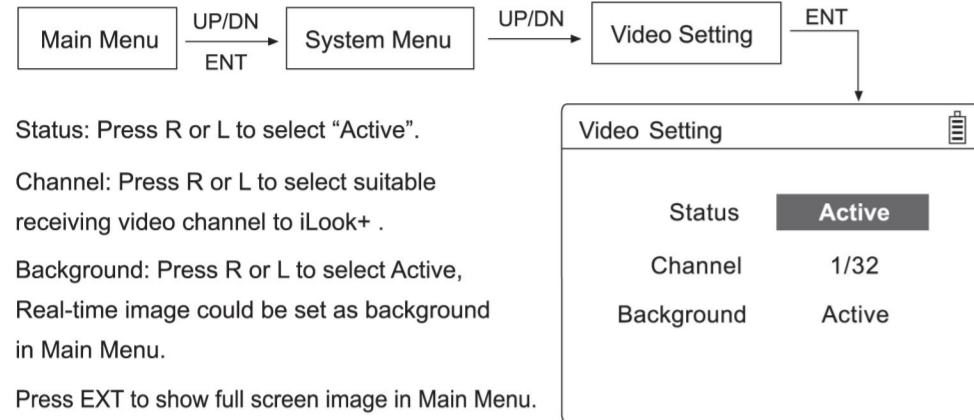 Main Menu
UP/DN
ENT
System Menu
UP/DN
Video Setting
ENT
Status: Press R or L to select “Active”.
Channel: Press R or L to select suitable
receiving video channel to iLook+ .
Background: Press R or L to select Active,
Real-time image could be set as background
in Main Menu.
Press EXT to show full screen image in Main Menu.
Video Setting
Status Active
Channel 1/32
Background Active